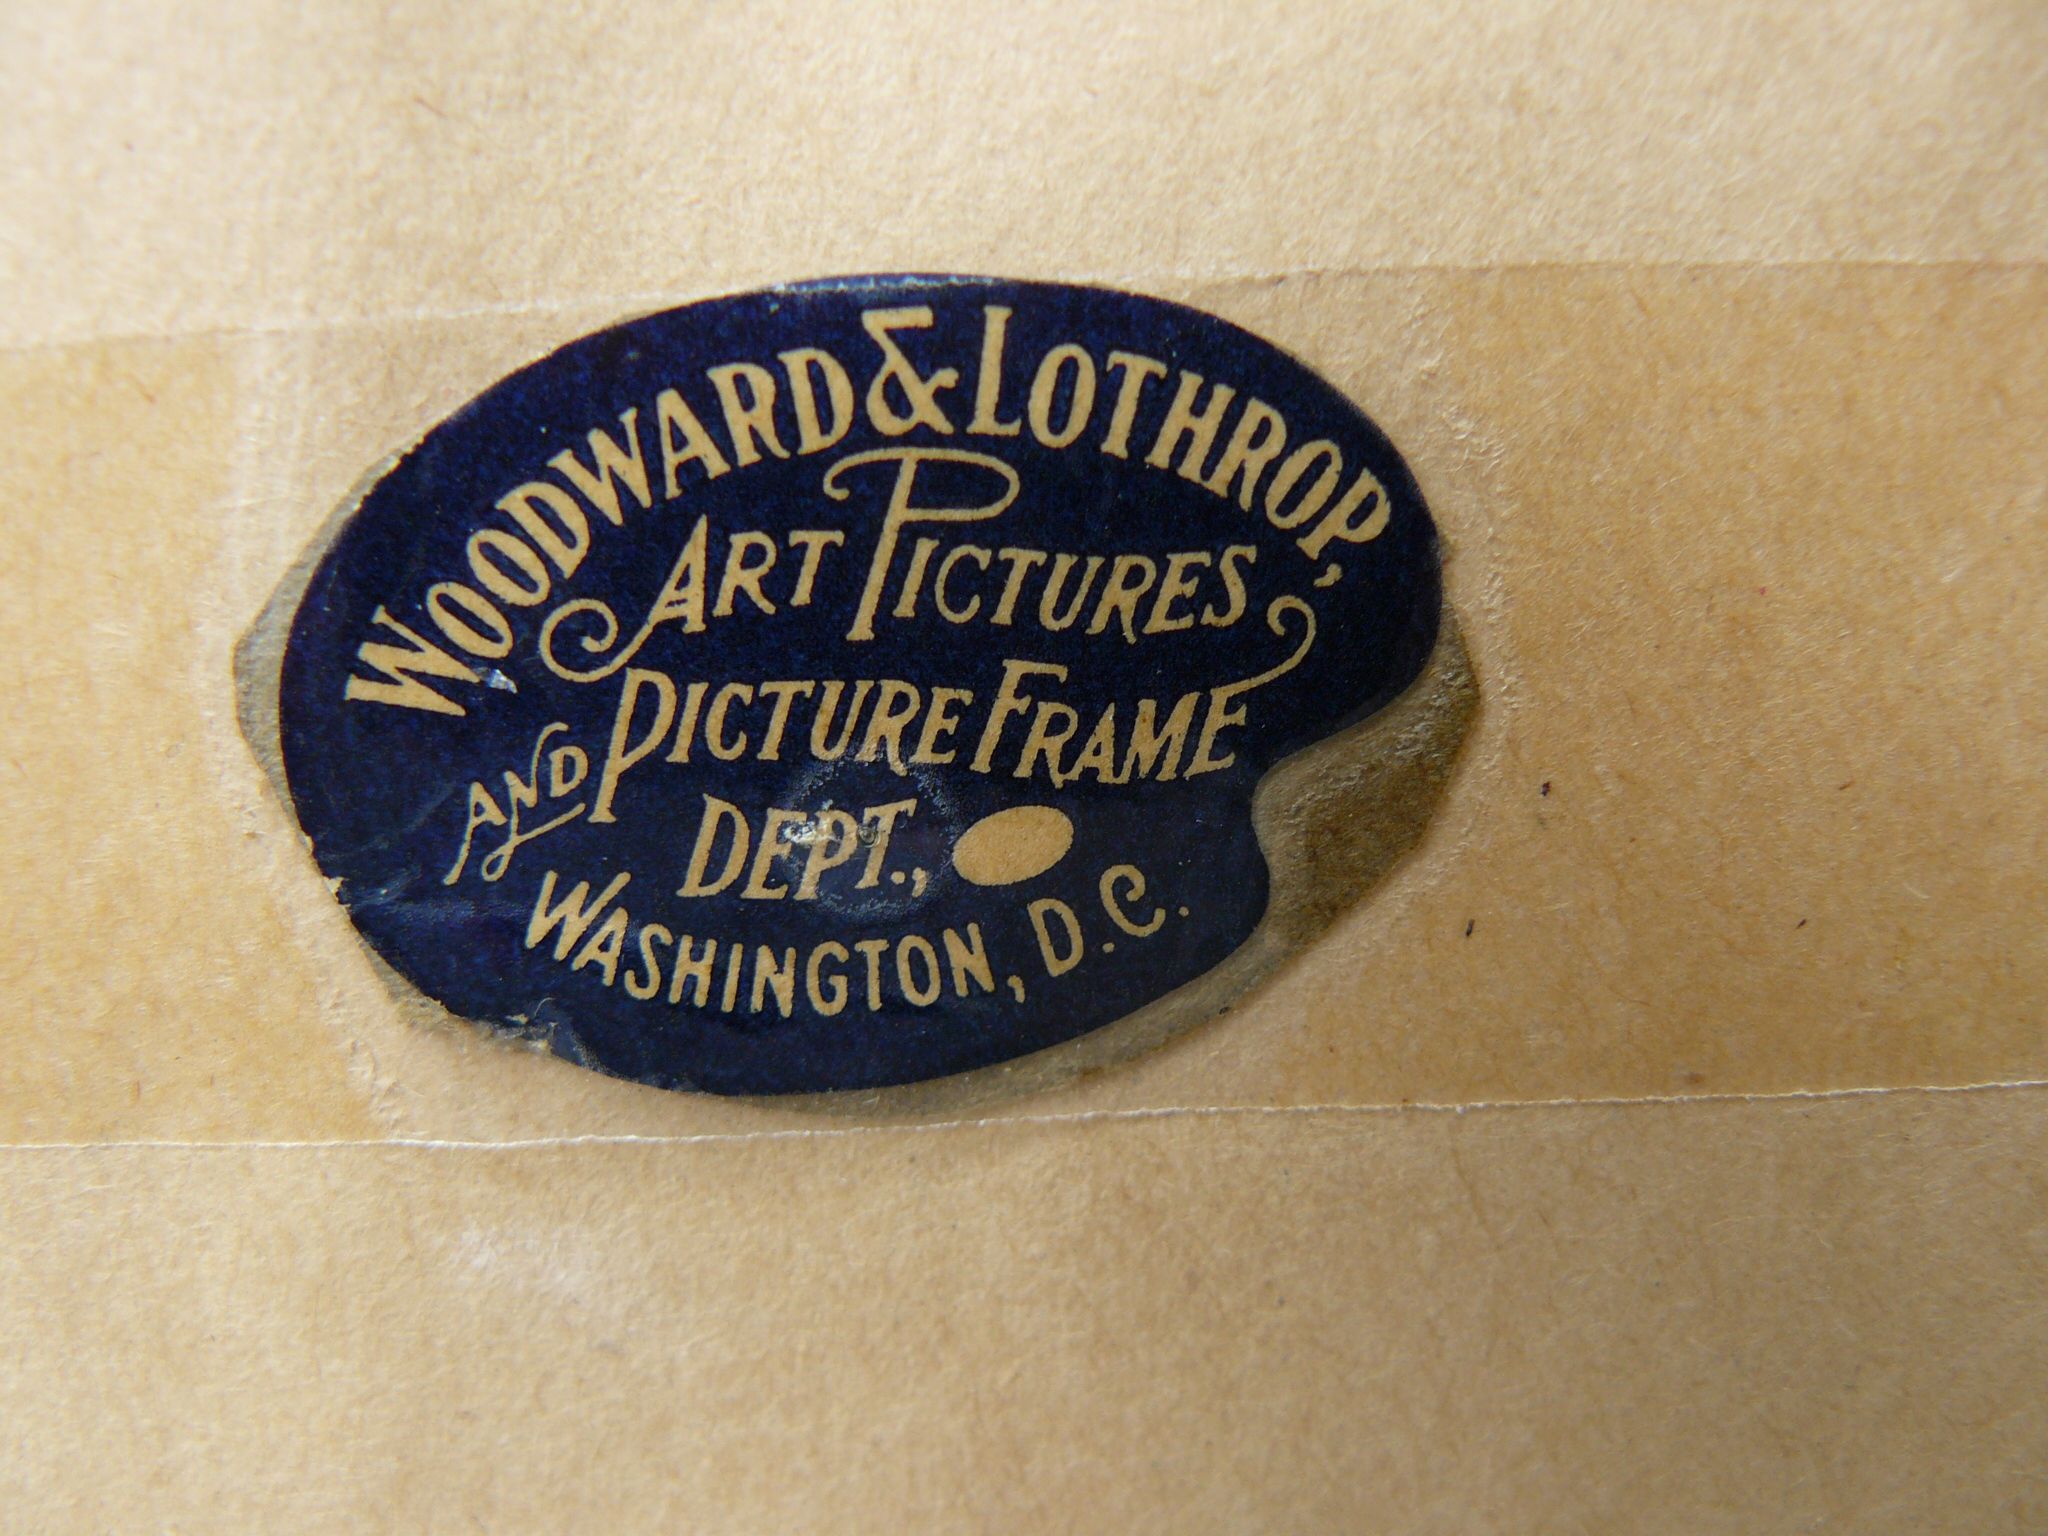 WOODWARD & LOTHROP,
ART PICTURES
AND PICTURE FRAME
DEPT.,
WASHINGTON, D.C.